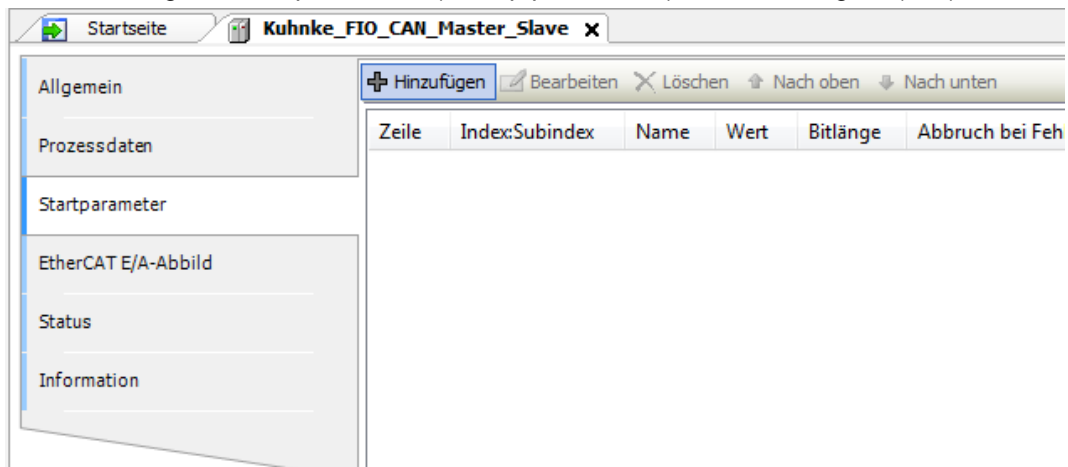 Startseite Kuhnke_FIO_CAN_Master_Slave
Allgemein
Prozessdaten
Startparameter
EtherCAT E/A-Abbild
Status
Information
Hinzufügen Bearbeiten Löschen Nach oben Nach unten
Zeile Index:Subindex Name Wert Bitlänge Abbruch bei Feh